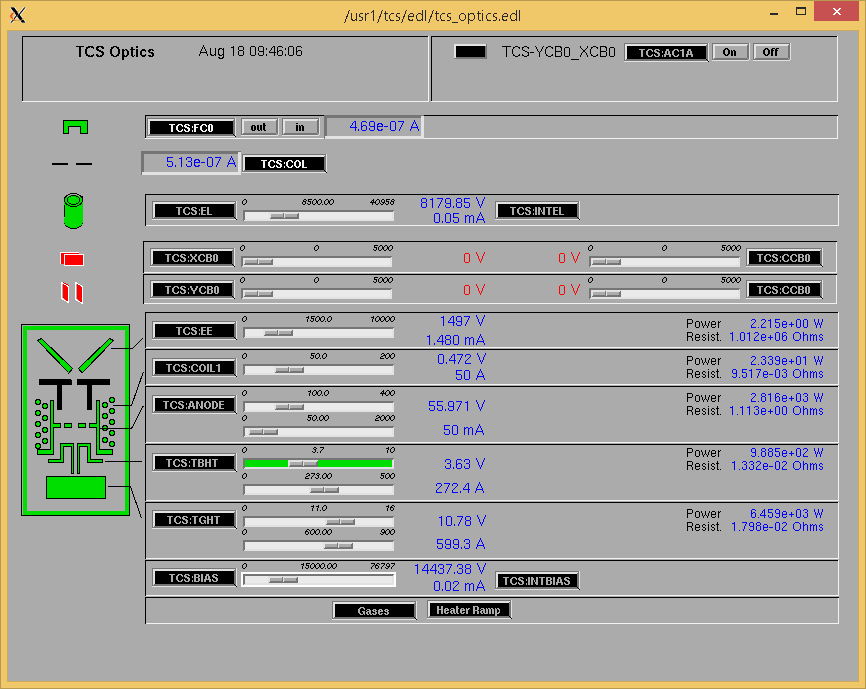 X
/usr1/tcs/edl/tcs_optics.edl
TCS Optics Aug 18 09:46:06
TCS-YCB0_XCB0 TCS:AC1A On Off
TCS:FC0 out in 4.69e-07 A
5.13e-07 A TCS:COL
0 8500.00 40958
TCS:EL 8179.85 V
0.05 mA TCS:INTEL
0 0 5000 0 0 5000
TCS:XCB0 0 V 0 V TCS:CCB0
0 0 5000 0 0 5000
TCS:YCB0 0 V 0 V TCS:CCB0
0 1500.0 10000
TCS:EE 1497 V Power 2.215e+00 W
1.480 mA Resist. 1.012e+06 Ohms
0 50.0 200
TCS:COIL1 0.472 V Power 2.339e+01 W
50 A Resist. 9.517e-03 Ohms
0 100.0 400
TCS:ANODE 55.971 V Power 2.816e+03 W
Resist. 1.113e+00 Ohms
0 50.00 2000
50 mA
0 3.7 10
TCS:TBHT 3.63 V Power 9.885e+02 W
Resist. 1.332e-02 Ohms
0 273.00 500
272.4 A
0 11.0 16
TCS:TGHT 10.78 V Power 6.459e+03 W
Resist. 1.798e-02 Ohms
0 600.00 900
599.3 A
0 15000.00 76797
TCS:BIAS 14437.38 V
0.02 mA TCS:INTBIAS
Gases Heater Ramp